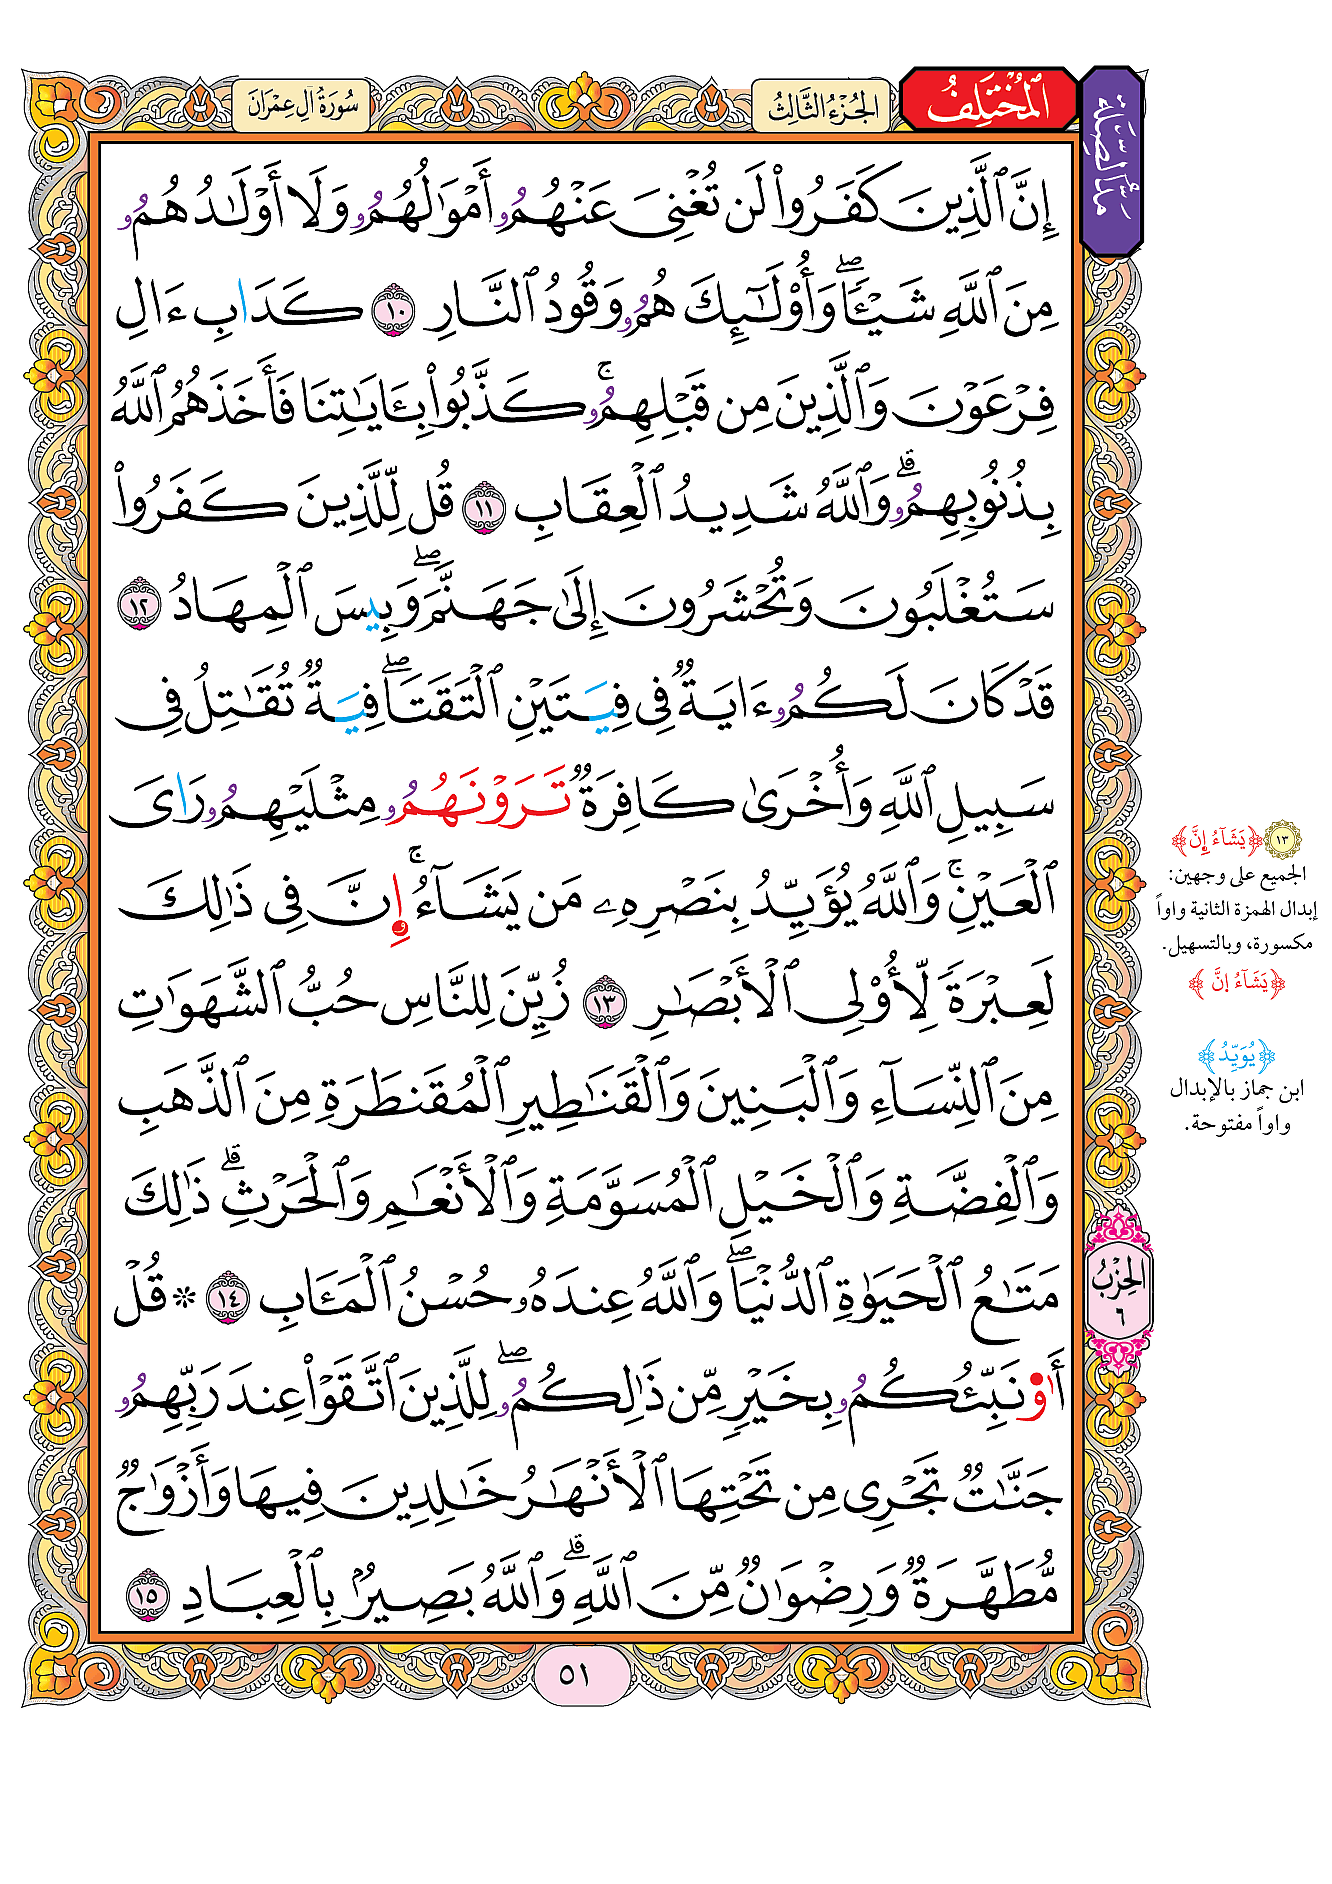 سُورَةُ آلِ عِمْرَانَ
الجُزْءُ الثَّالِثُ
المُخْتَلِفُ
مَدُّ الصِّلَة
إِنَّ ٱلَّذِينَ كَفَرُوا۟ لَن تُغْنِىَ عَنْهُمُۥ أَمْوَٰلُهُمُۥ وَلَا أَوْلَـٰدُهُمُۥ
مِنَ ٱللَّهِ شَيْـًٔاۖ وَأُو۟لَـٰٓئِكَ هُمُۥ وَقُودُ ٱلنَّارِ ١٠ كَدَابِ ءَالِ
فِرْعَوْنَ وَٱلَّذِينَ مِن قَبْلِهِمُۥۚ كَذَّبُوا۟ بِـَٔايَـٰتِنَا فَأَخَذَهُمُ ٱللَّهُ
بِذُنُوبِهِمُۥۗ وَٱللَّهُ شَدِيدُ ٱلْعِقَابِ ١١ قُل لِّلَّذِينَ كَفَرُوا۟
سَتُغْلَبُونَ وَتُحْشَرُونَ إِلَىٰ جَهَنَّمَۖ وَبِيسَ ٱلْمِهَادُ ١٢
قَدْ كَانَ لَكُمُۥ ءَايَةٌ فِى فِيَتَيْنِ ٱلْتَقَتَاۖ فِيَةٌ تُقَـٰتِلُ فِى
سَبِيلِ ٱللَّهِ وَأُخْرَىٰ كَافِرَةٌ تَرَوْنَهُمُۥ مِثْلَيْهِمُۥ رَاىَ
ٱلْعَيْنِۚ وَٱللَّهُ يُؤَيِّدُ بِنَصْرِهِۦ مَن يَشَآءُۚ إِنَّ فِى ذَٰلِكَ
لَعِبْرَةً لِّأُو۟لِى ٱلْأَبْصَـٰرِ ١٣ زُيِّنَ لِلنَّاسِ حُبُّ ٱلشَّهَوَٰتِ
مِنَ ٱلنِّسَآءِ وَٱلْبَنِينَ وَٱلْقَنَـٰطِيرِ ٱلْمُقَنطَرَةِ مِنَ ٱلذَّهَبِ
وَٱلْفِضَّةِ وَٱلْخَيْلِ ٱلْمُسَوَّمَةِ وَٱلْأَنْعَـٰمِ وَٱلْحَرْثِۗ ذَٰلِكَ
مَتَـٰعُ ٱلْحَيَوٰةِ ٱلدُّنْيَاۖ وَٱللَّهُ عِندَهُۥ حُسْنُ ٱلْمَـَٔابِ ١٤ * قُلْ
أَاو۟نَبِّئُكُمُۥ بِخَيْرٍ مِّن ذَٰلِكُمُۥۖ لِلَّذِينَ ٱتَّقَوْا۟ عِندَ رَبِّهِمُۥ
جَنَّـٰتٌ تَجْرِى مِن تَحْتِهَا ٱلْأَنْهَـٰرُ خَـٰلِدِينَ فِيهَا وَأَزْوَٰجٌ
مُّطَهَّرَةٌ وَرِضْوَٰنٌ مِّنَ ٱللَّهِۗ وَٱللَّهُ بَصِيرٌۢ بِٱلْعِبَادِ ١٥
١٣ ﴿يَشَآءُ إِنَّ﴾
الجميع على وجهين:
إبدال الهمزة الثانية واواً
مكسورة، وبالتسهيل.
﴿يَشَآءُ اِنَّ﴾
﴿يُوَيِّدُ﴾
ابن جماز بالإبدال
واواً مفتوحة.
الحِزْبُ
٦
٥١